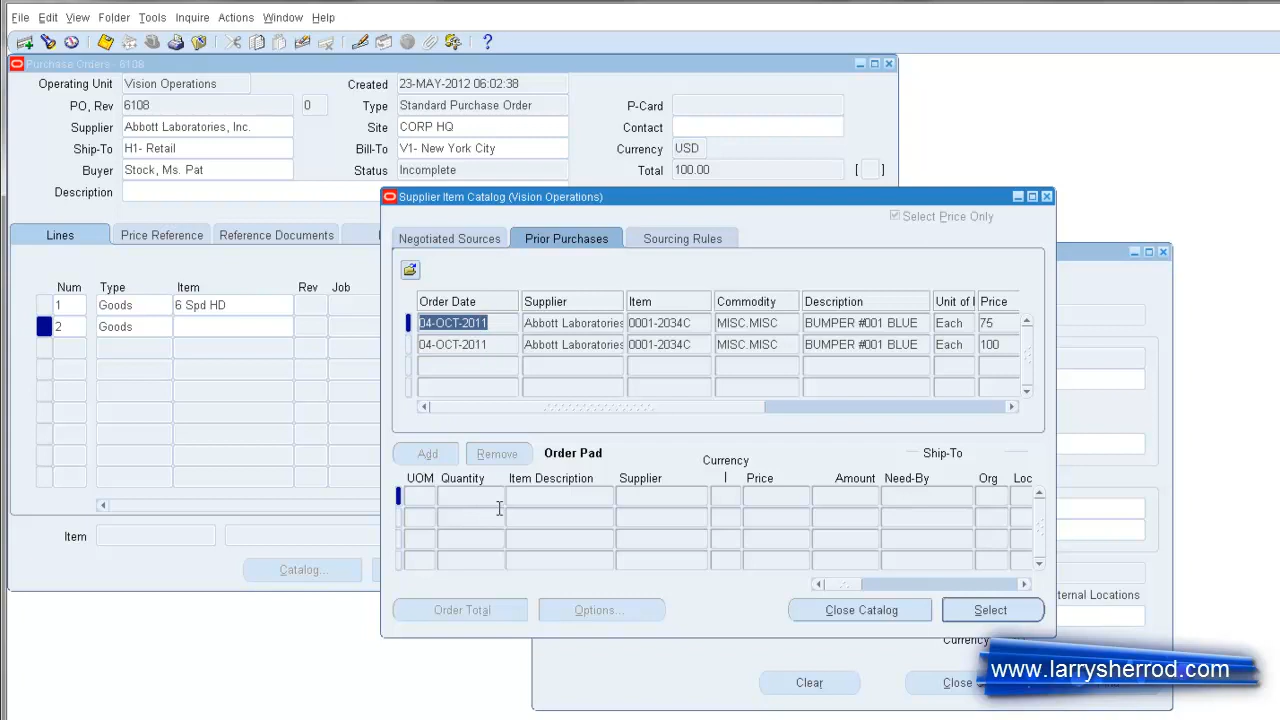 File Edit View Folder Tools Inquire Actions Window Help
Purchase Orders - 6108
Operating Unit Vision Operations Created 23-MAY-2012 06:02:38
PO, Rev 6108 0 Type Standard Purchase Order P-Card
Supplier Abbott Laboratories, Inc. Site CORP HQ Contact
Ship-To H1- Retail Bill-To V1- New York City Currency USD
Buyer Stock, Ms. Pat Status Incomplete Total 100.00 [ ]
Description
Supplier Item Catalog (Vision Operations)
Select Price Only
Lines Price Reference Reference Documents
Negotiated Sources Prior Purchases Sourcing Rules
Num Type Item Rev Job
1 Goods 6 Spd HD
2 Goods
Order Date Supplier Item Commodity Description Unit of Price
04-OCT-2011 Abbott Laboratories 0001-2034C MISC.MISC BUMPER #001 BLUE Each 75
04-OCT-2011 Abbott Laboratories 0001-2034C MISC.MISC BUMPER #001 BLUE Each 100
Add Remove Order Pad Ship-To
Currency
UOM Quantity Item Description Supplier Price Amount Need-By Org Loc
Item
Catalog...
Order Total Options... Close Catalog Select
ternal Locations
Currency
Clear Close
www.larrysherrod.com